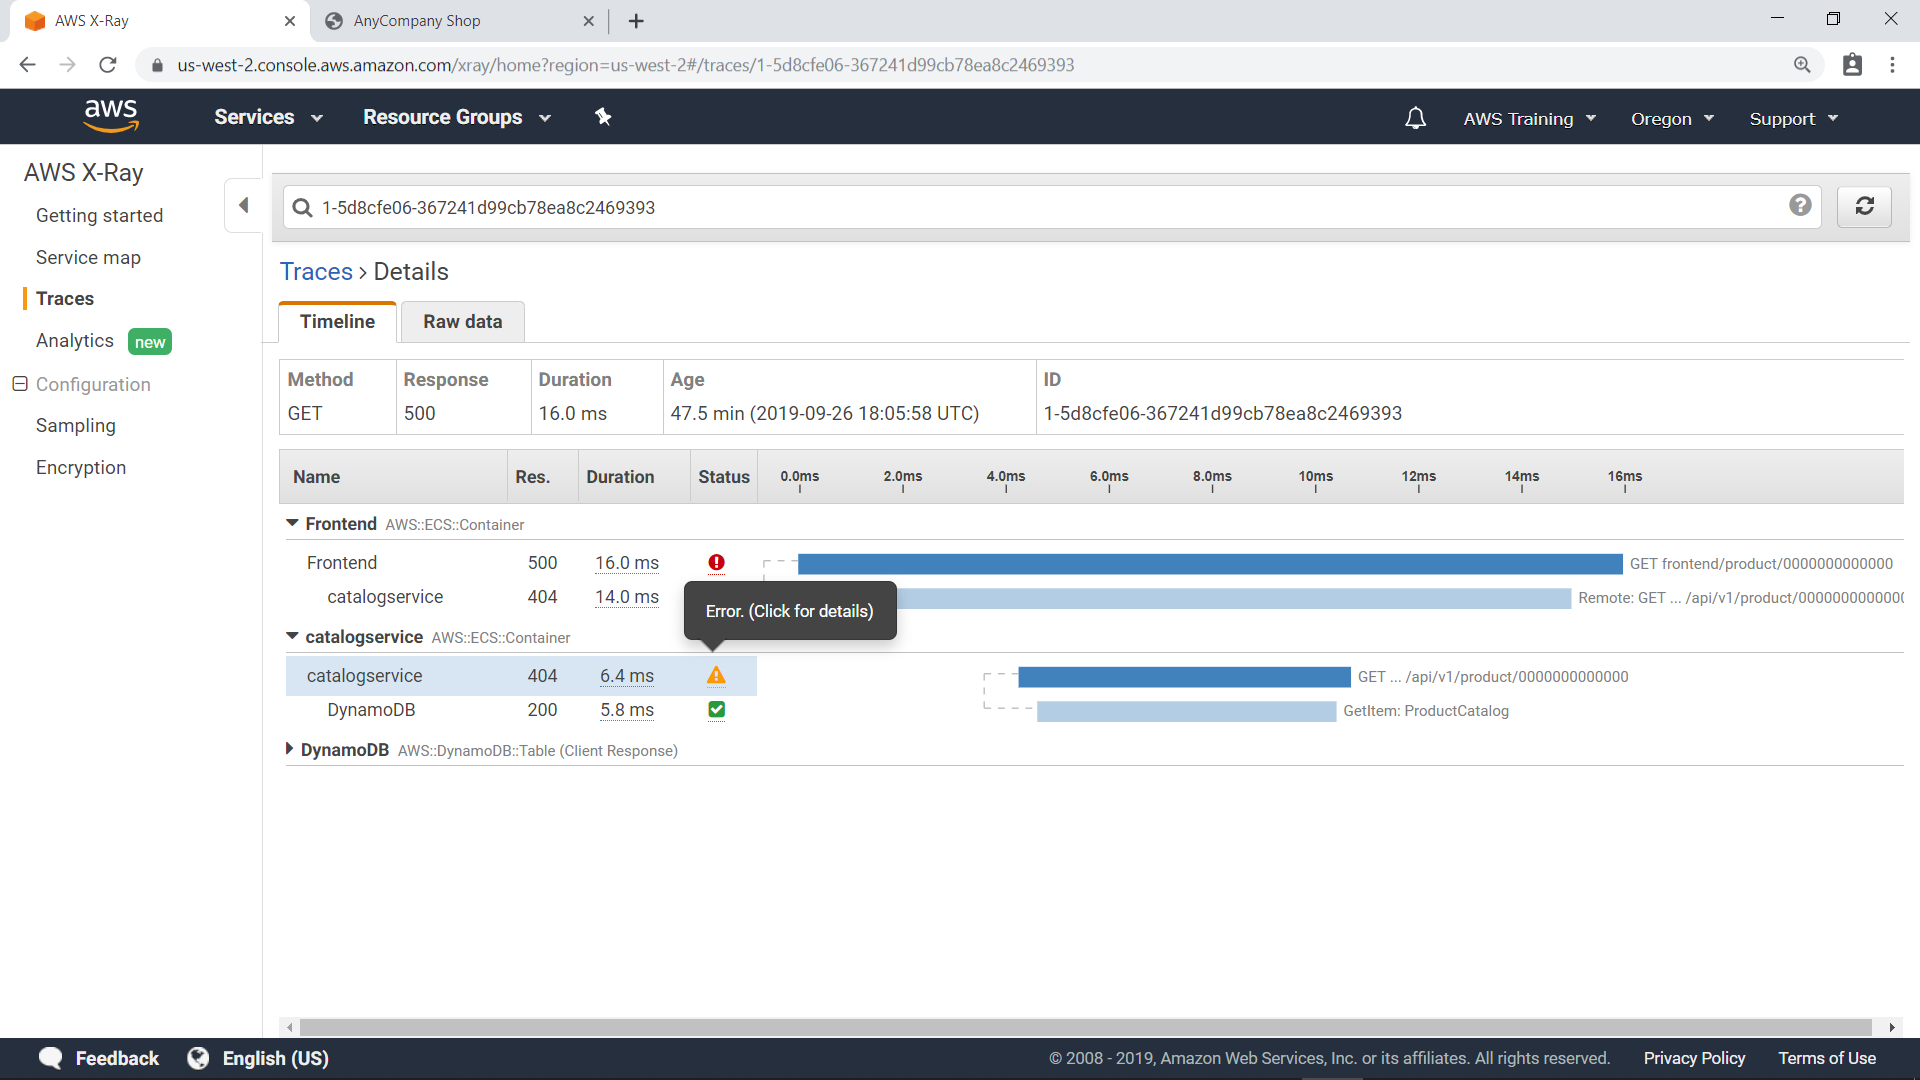 AWS X-Ray
AnyCompany Shop
us-west-2.console.aws.amazon.com/xray/home?region=us-west-2#/traces/1-5d8cfe06-367241d99cb78ea8c2469393
aws Services Resource Groups AWS Training Oregon Support
AWS X-Ray
Getting started
Service map
Traces
Analytics new
Configuration
Sampling
Encryption
1-5d8cfe06-367241d99cb78ea8c2469393
Traces > Details
Timeline Raw data
Method Response Duration Age ID
GET 500 16.0 ms 47.5 min (2019-09-26 18:05:58 UTC) 1-5d8cfe06-367241d99cb78ea8c2469393
Name Res. Duration Status 0.0ms 2.0ms 4.0ms 6.0ms 8.0ms 10ms 12ms 14ms 16ms
Frontend AWS::ECS::Container
Frontend 500 16.0 ms GET frontend/product/0000000000000
catalogservice 404 14.0 ms Remote: GET ... /api/v1/product/0000000000000
Error. (Click for details)
catalogservice AWS::ECS::Container
catalogservice 404 6.4 ms GET ... /api/v1/product/0000000000000
DynamoDB 200 5.8 ms GetItem: ProductCatalog
DynamoDB AWS::DynamoDB::Table (Client Response)
Feedback English (US) © 2008 - 2019, Amazon Web Services, Inc. or its affiliates. All rights reserved. Privacy Policy Terms of Use